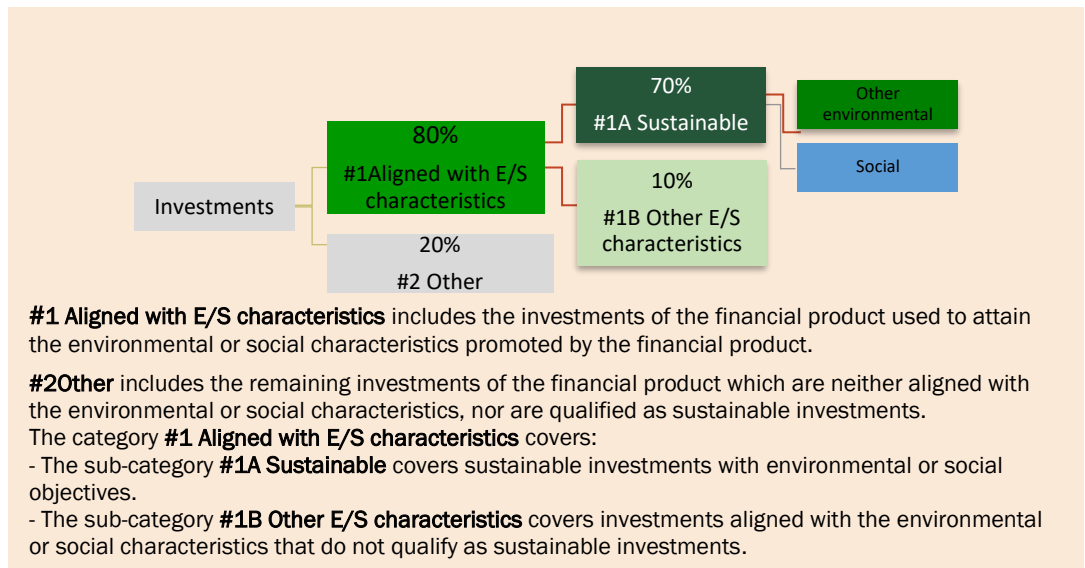 Investments
80%
#1Aligned with E/S
characteristics
20%
#2 Other
70%
#1A Sustainable
10%
#1B Other E/S
characteristics
Other
environmental
Social
#1 Aligned with E/S characteristics includes the investments of the financial product used to attain
the environmental or social characteristics promoted by the financial product.
#2Other includes the remaining investments of the financial product which are neither aligned with
the environmental or social characteristics, nor are qualified as sustainable investments.
The category #1 Aligned with E/S characteristics covers:
- The sub-category #1A Sustainable covers sustainable investments with environmental or social
objectives.
- The sub-category #1B Other E/S characteristics covers investments aligned with the environmental
or social characteristics that do not qualify as sustainable investments.